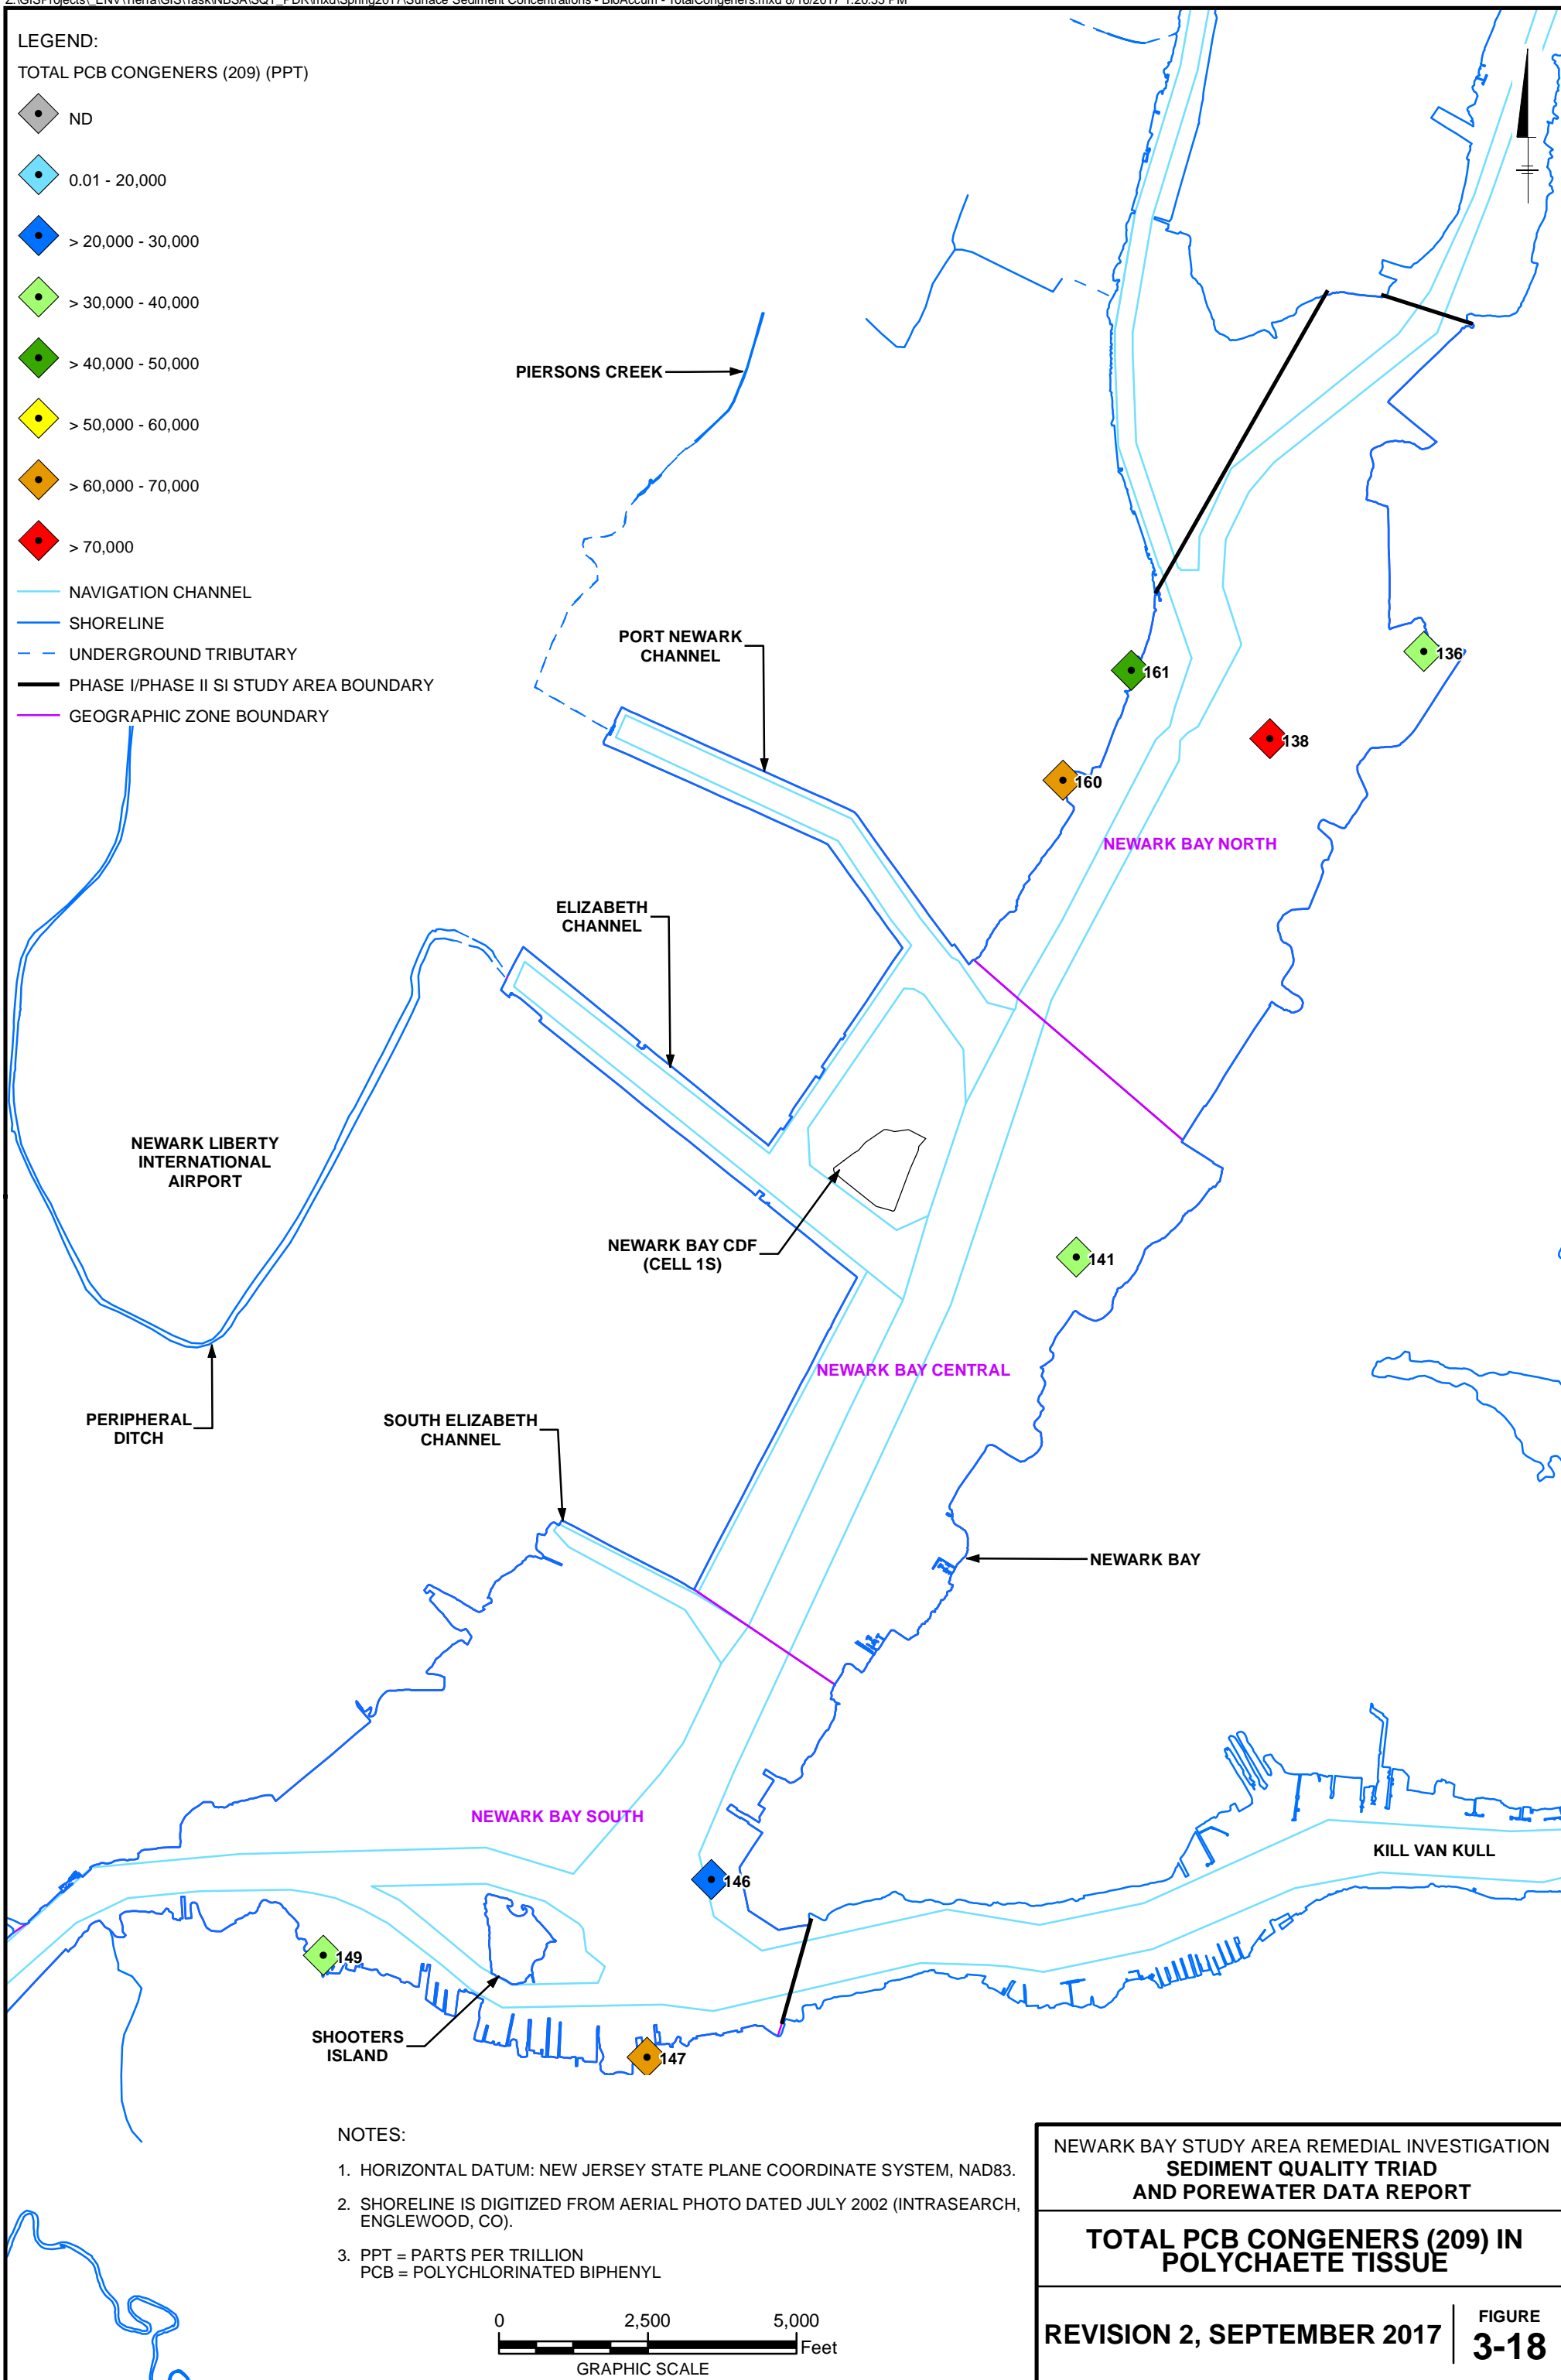 LEGEND:
TOTAL PCB CONGENERS (209) (PPT)
ND
0.01 - 20,000
> 20,000 - 30,000
> 30,000 - 40,000
> 40,000 - 50,000
> 50,000 - 60,000
> 60,000 - 70,000
> 70,000
NAVIGATION CHANNEL
SHORELINE
UNDERGROUND TRIBUTARY
PHASE I/PHASE II SI STUDY AREA BOUNDARY
GEOGRAPHIC ZONE BOUNDARY
PIERSONS CREEK
PORT NEWARK
CHANNEL
136
161
138
160
NEWARK BAY NORTH
ELIZABETH
CHANNEL
NEWARK LIBERTY
INTERNATIONAL
AIRPORT
NEWARK BAY CDF
(CELL 1S)
141
NEWARK BAY CENTRAL
PERIPHERAL
DITCH
SOUTH ELIZABETH
CHANNEL
NEWARK BAY
NEWARK BAY SOUTH
KILL VAN KULL
146
149
SHOOTERS
ISLAND
147
NOTES:
1. HORIZONTAL DATUM: NEW JERSEY STATE PLANE COORDINATE SYSTEM, NAD83.
2. SHORELINE IS DIGITIZED FROM AERIAL PHOTO DATED JULY 2002 (INTRASEARCH,
ENGLEWOOD, CO).
3. PPT = PARTS PER TRILLION
PCB = POLYCHLORINATED BIPHENYL
0 2,500 5,000
Feet
GRAPHIC SCALE
NEWARK BAY STUDY AREA REMEDIAL INVESTIGATION
SEDIMENT QUALITY TRIAD
AND POREWATER DATA REPORT
TOTAL PCB CONGENERS (209) IN
POLYCHAETE TISSUE
REVISION 2, SEPTEMBER 2017
FIGURE
3-18